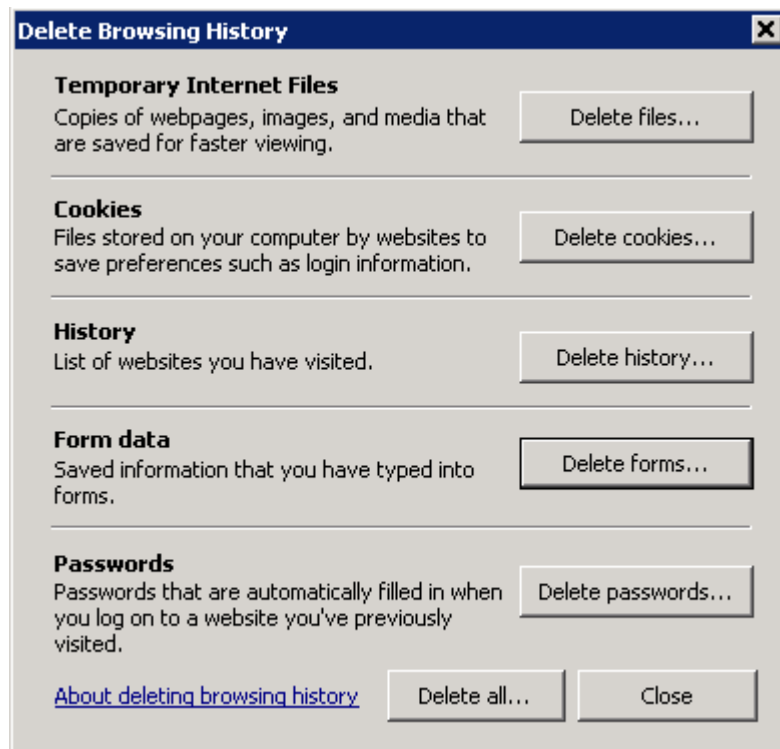 Delete Browsing History
Temporary Internet Files
Copies of webpages, images, and media that
are saved for faster viewing.
Delete files...
Cookies
Files stored on your computer by websites to
save preferences such as login information.
Delete cookies...
History
List of websites you have visited.
Delete history...
Form data
Saved information that you have typed into
forms.
Delete forms...
Passwords
Passwords that are automatically filled in when
you log on to a website you've previously
visited.
Delete passwords...
About deleting browsing history
Delete all...
Close